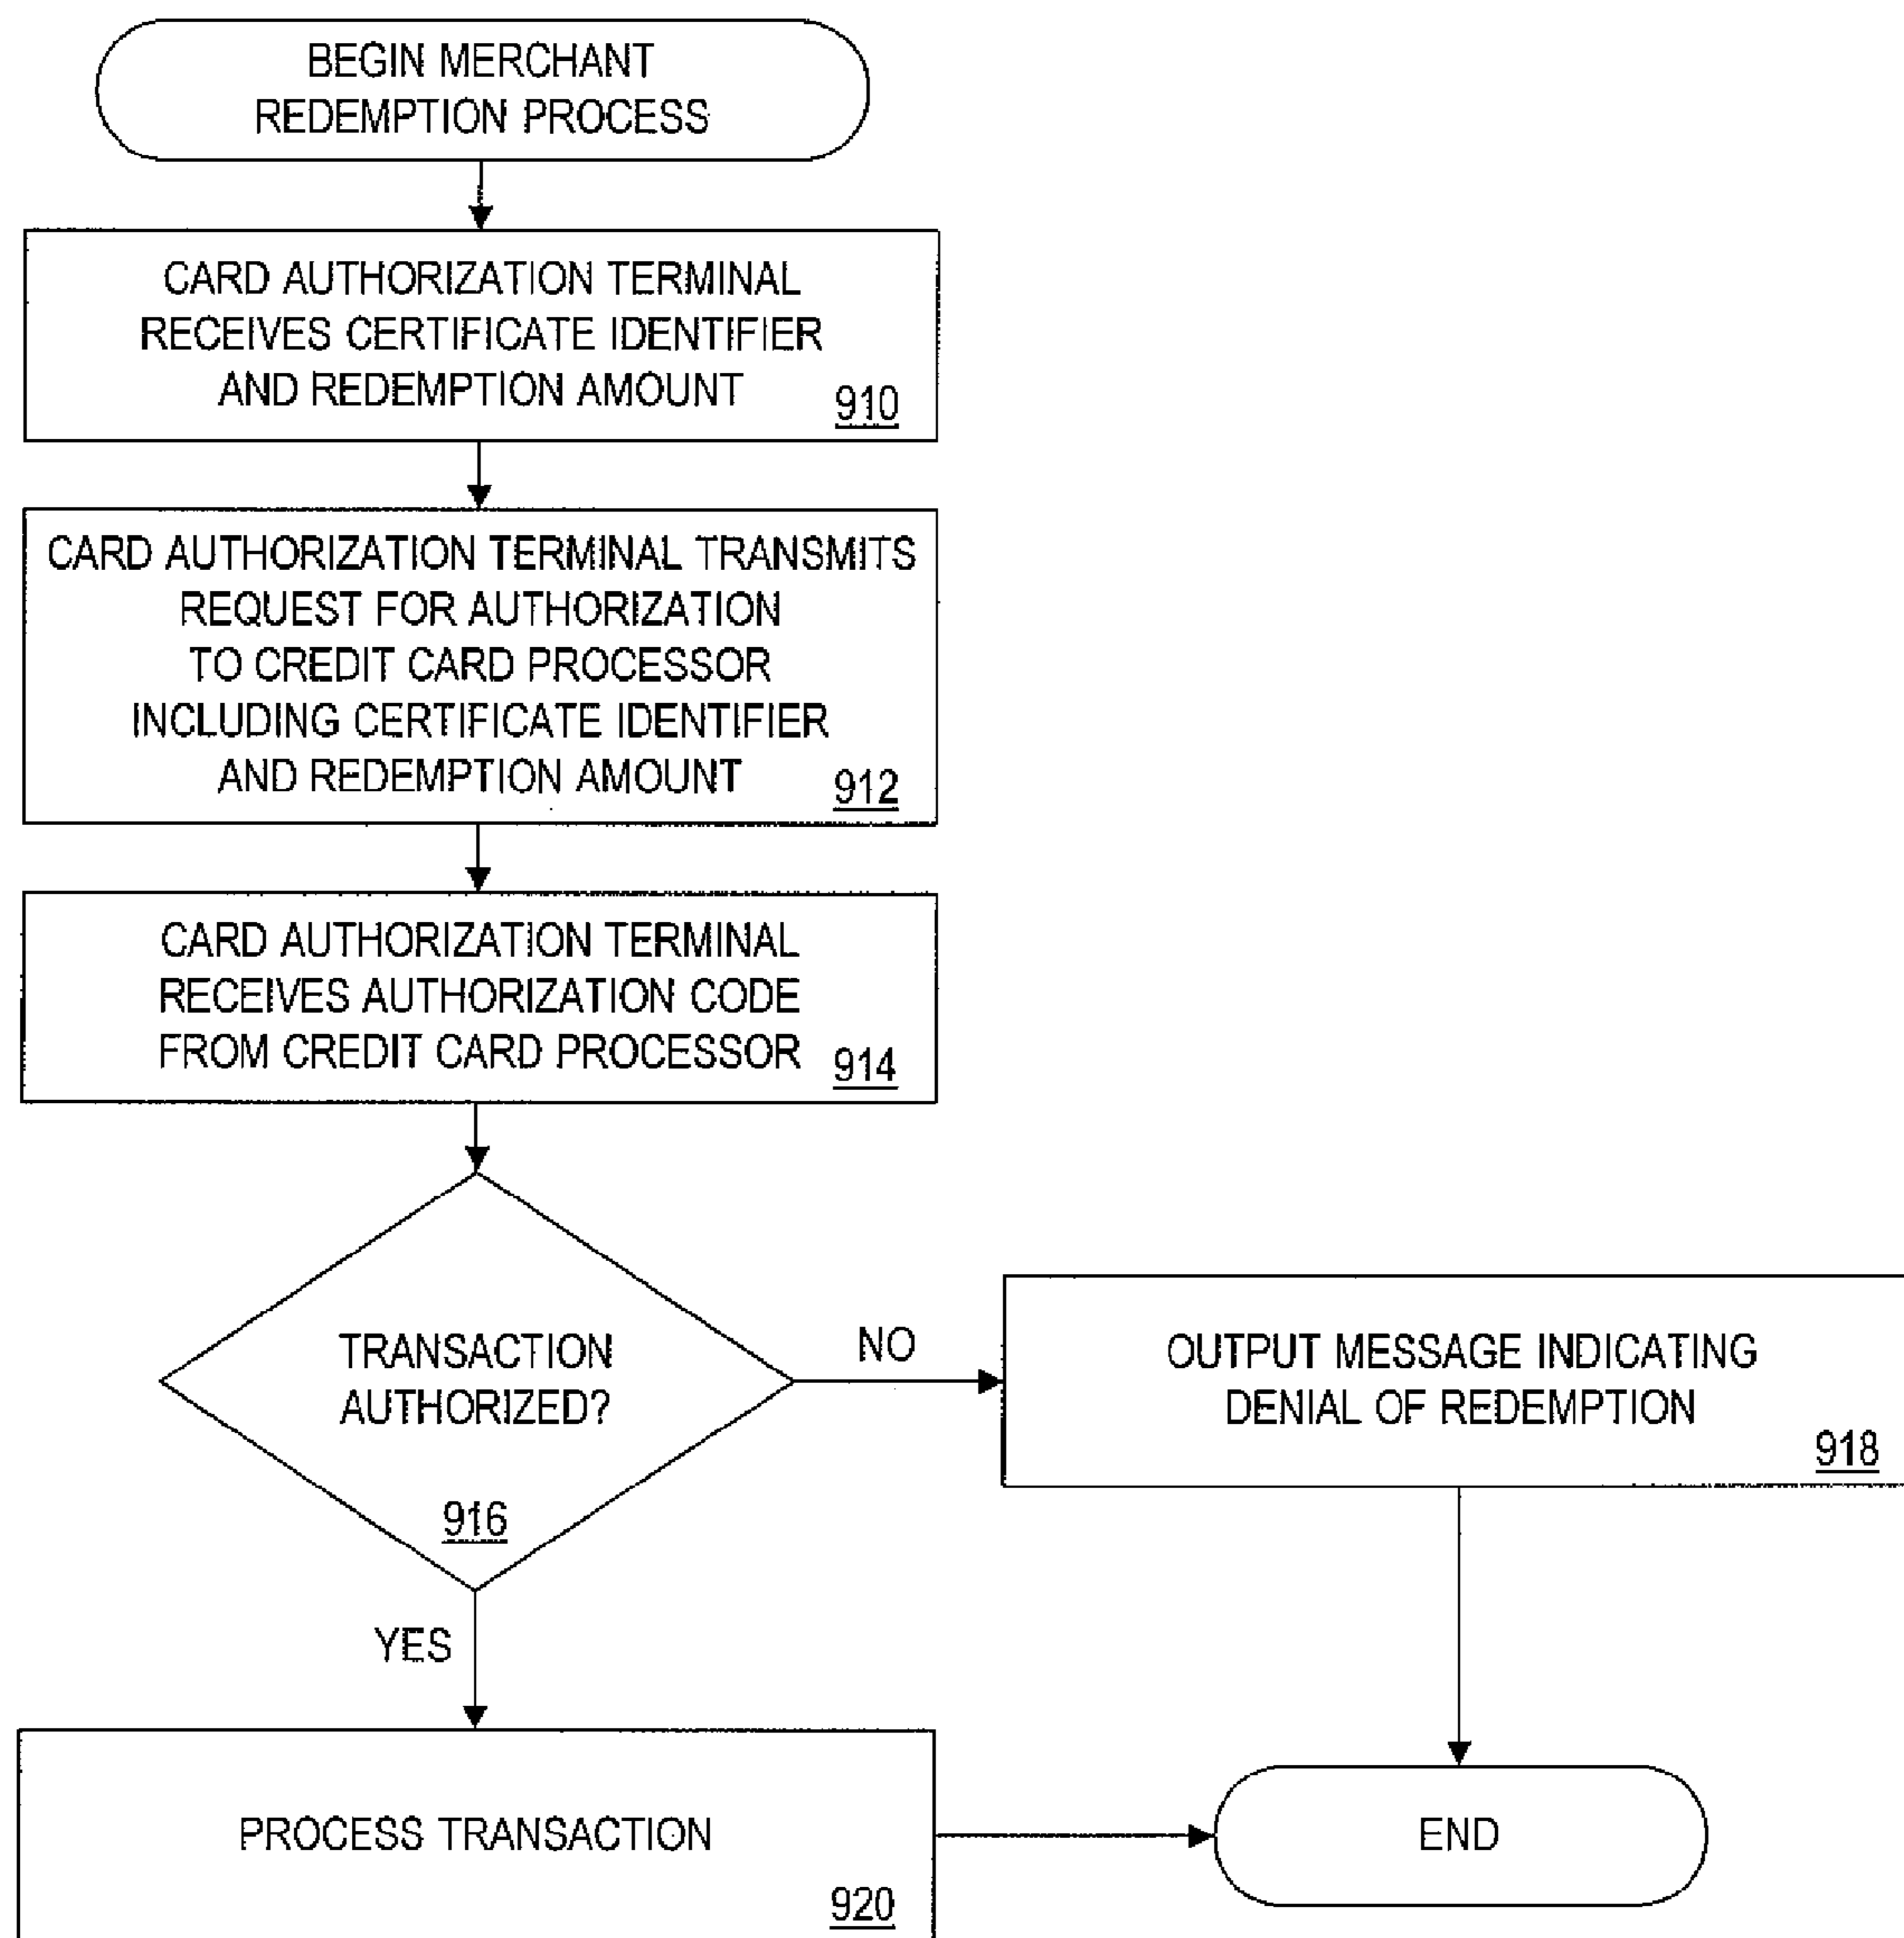 BEGIN MERCHANT
REDEMPTION PROCESS
CARD AUTHORIZATION TERMINAL
RECEIVES CERTIFICATE IDENTIFIER
AND REDEMPTION AMOUNT
910
CARD AUTHORIZATION TERMINAL TRANSMITS
REQUEST FOR AUTHORIZATION
TO CREDIT CARD PROCESSOR
INCLUDING CERTIFICATE IDENTIFIER
AND REDEMPTION AMOUNT
912
CARD AUTHORIZATION TERMINAL
RECEIVES AUTHORIZATION CODE
FROM CREDIT CARD PROCESSOR
914
TRANSACTION
AUTHORIZED?
916
NO
OUTPUT MESSAGE INDICATING
DENIAL OF REDEMPTION
918
YES
PROCESS TRANSACTION
920
END